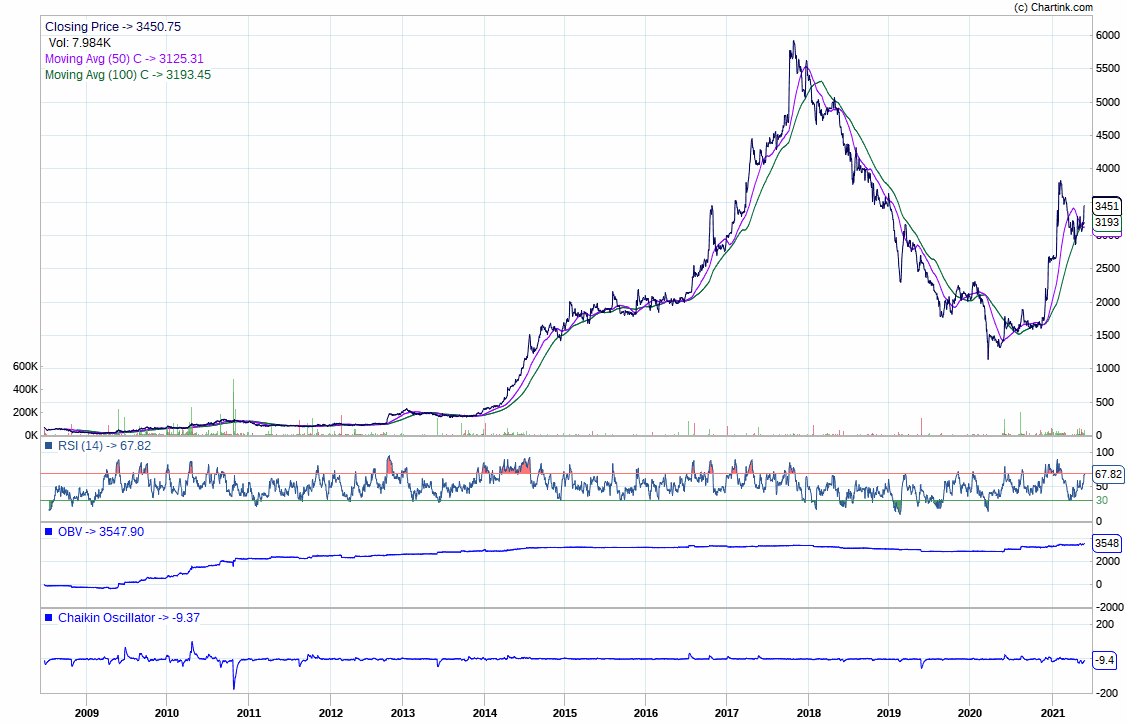 (c) Chartink.com
Closing Price -> 3450.75
Vol: 7.984K
Moving Avg (50) C -> 3125.31
Moving Avg (100) C -> 3193.45
6000
5500
5000
4500
4000
3451
3193
2500
2000
1500
1000
500
0
600K
400K
200K
0K
RSI (14) -> 67.82
100
67.82
50
30
0
OBV -> 3547.90
3548
2000
0
-2000
Chaikin Oscillator -> -9.37
200
-9.4
-200
2009 2010 2011 2012 2013 2014 2015 2016 2017 2018 2019 2020 2021